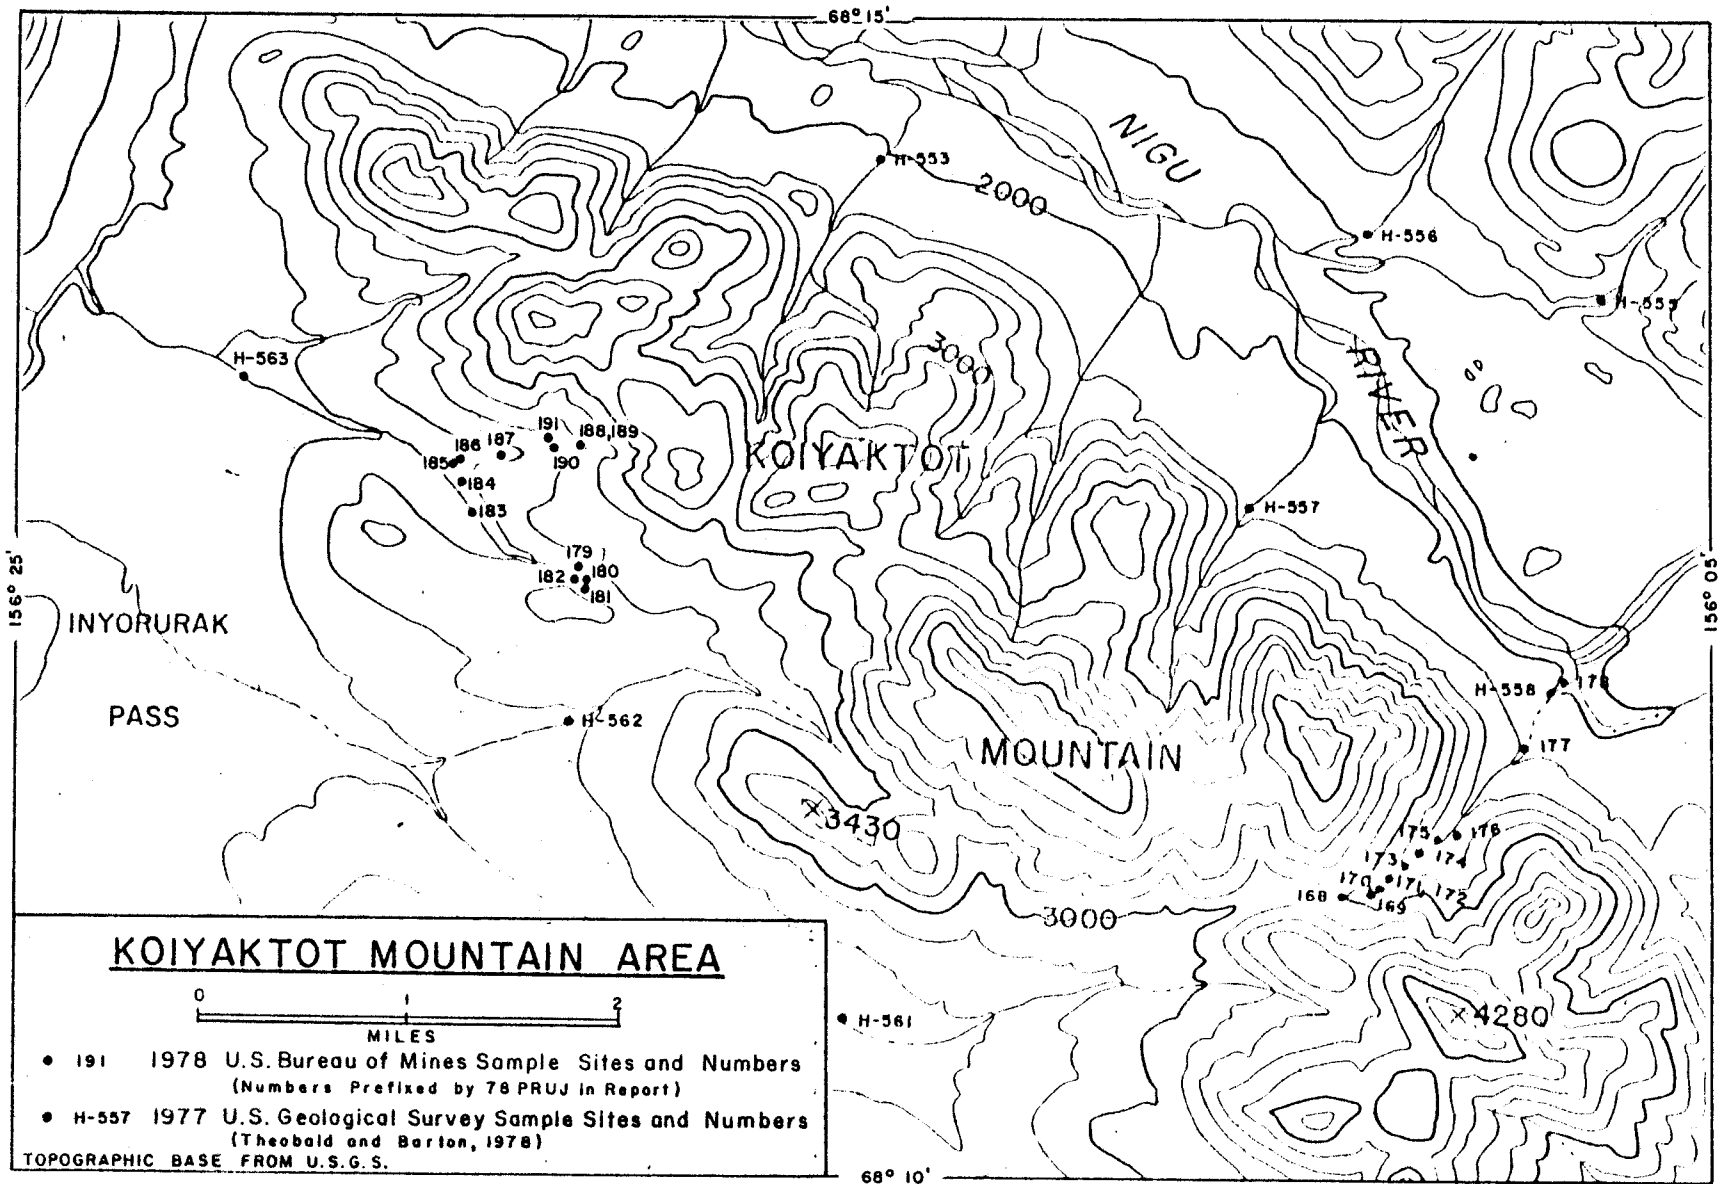 68° 15'
NIGU
H-553
2000
H-556
H-555
3000
RIVER
H-563
191
188,189
186
187
185
190
KOIYAKTOT
184
183
H-557
179
182
180
181
156° 25'
156° 05'
INYORURAK
PASS
H-558
178
H-562
MOUNTAIN
177
3430
175
176
173
174
170
171
172
168
169
3000
KOIYAKTOT MOUNTAIN AREA
0 1 2
MILES
191 1978 U.S. Bureau of Mines Sample Sites and Numbers
(Numbers Prefixed by 78 PRUJ in Report)
H-557 1977 U.S. Geological Survey Sample Sites and Numbers
(Theobald and Barton, 1978)
TOPOGRAPHIC BASE FROM U.S.G.S.
H-561
4280
68° 10'